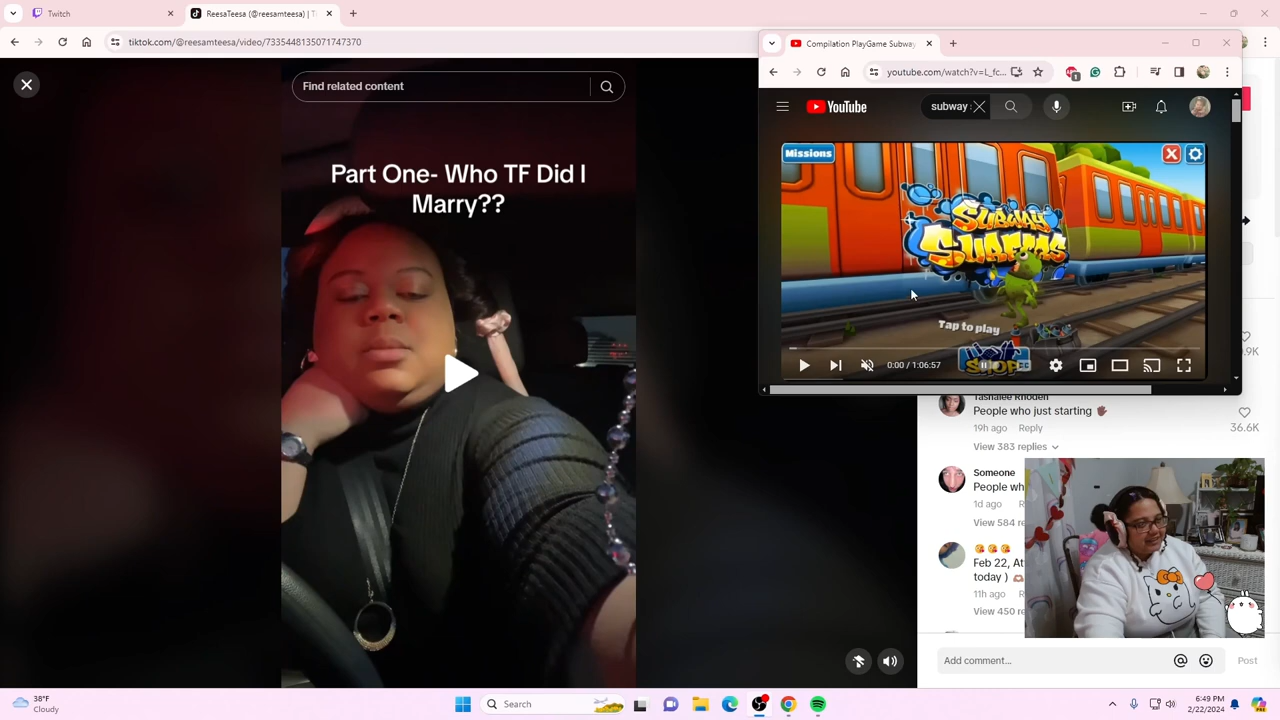 Twitch
ReesaTeesa (@reesamteesa) | Ti
tiktok.com/@reesamteesa/video/7335448135071747370
Find related content
Part One- Who TF Did I
Marry??
Compilation PlayGame Subway
youtube.com/watch?v=L_fc...
YouTube
subway
Missions
SUBWAY
SURFERS
Tap to play
SHOP
0:00 / 1:06:57
Tashalee Rhoden
People who just starting 🖐🏾
19h ago Reply
36.6K
View 383 replies
Someone
People wh
1d ago
View 584 re
😘 😘 😘
Feb 22, At
today )
11h ago
View 450 re
Add comment...
Post
38°F
Cloudy
Search
6:49 PM
2/22/2024